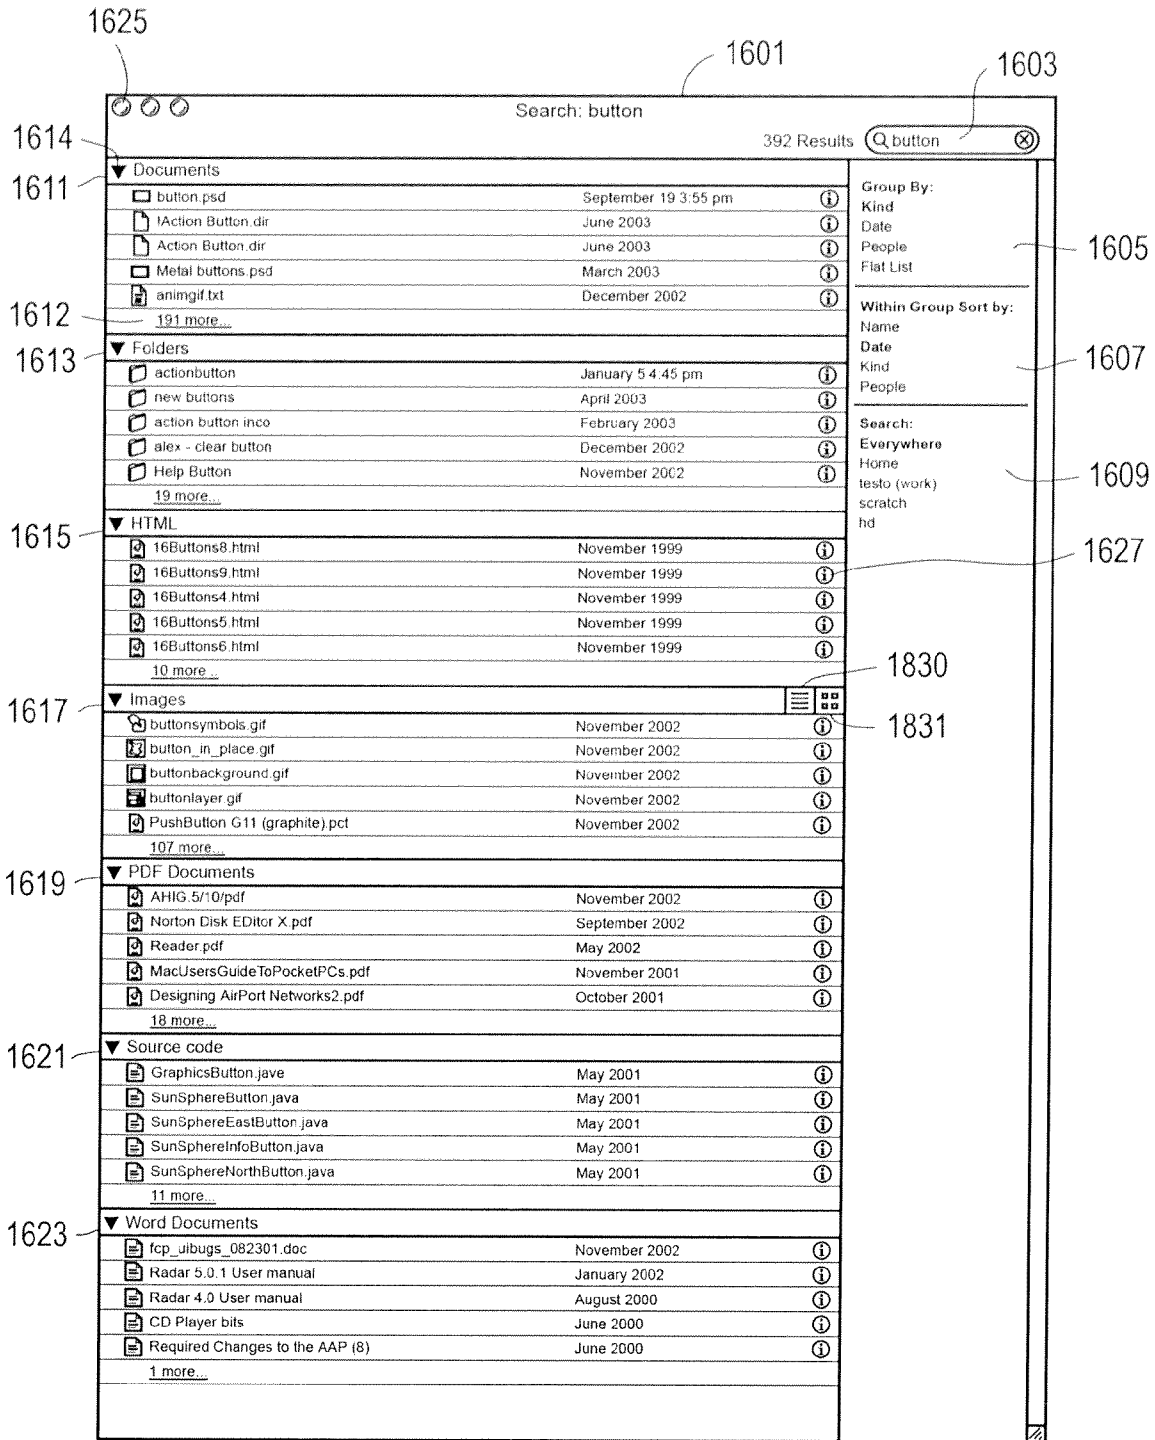 1625
1601
1603
Search: button
392 Results button
1614
1611
Documents
button.psd September 19 3:55 pm
!Action Button.dir June 2003
Action Button.dir June 2003
Metal buttons.psd March 2003
animgif.txt December 2002
1612
191 more...
1613
Folders
actionbutton January 5 4:45 pm
new buttons April 2003
action button inco February 2003
alex - clear button December 2002
Help Button November 2002
19 more...
1615
HTML
16Buttons8.html November 1999
16Buttons9.html November 1999
16Buttons4.html November 1999
16Buttons5.html November 1999
16Buttons6.html November 1999
10 more ..
1617
Images
buttonsymbols.gif November 2002
button_in_place.gif November 2002
buttonbackground.gif November 2002
buttonlayer.gif November 2002
PushButton G11 (graphite).pct November 2002
107 more...
1619
PDF Documents
AHIG.5/10/pdf November 2002
Norton Disk EDitor X.pdf September 2002
Reader.pdf May 2002
MacUsersGuideToPocketPCs.pdf November 2001
Designing AirPort Networks2.pdf October 2001
18 more...
1621
Source code
GraphicsButton.jave May 2001
SunSphereButton.java May 2001
SunSphereEastButton.java May 2001
SunSphereInfoButton.java May 2001
SunSphereNorthButton.java May 2001
11 more...
1623
Word Documents
fcp_uibugs_082301.doc November 2002
Radar 5.0.1 User manual January 2002
Radar 4.0 User manual August 2000
CD Player bits June 2000
Required Changes to the AAP (8) June 2000
1 more...
Group By:
Kind
Date
People
Flat List
1605
Within Group Sort by:
Name
Date
Kind
People
1607
Search:
Everywhere
Home
testo (work)
scratch
hd
1609
1627
1830
1831